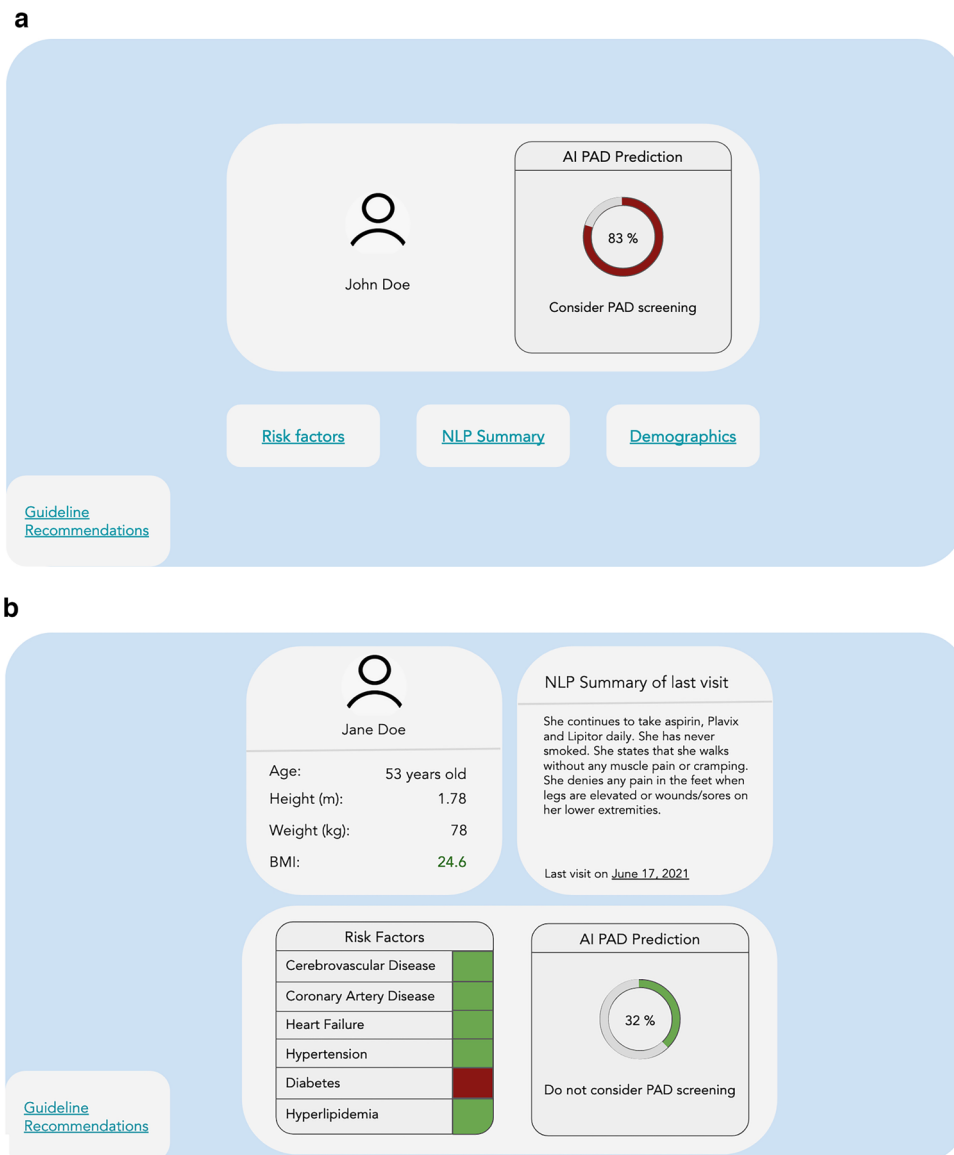 a
AI PAD Prediction
83 %
John Doe
Consider PAD screening
Risk factors
NLP Summary
Demographics
Guideline
Recommendations
b
Jane Doe
Age: 53 years old
Height (m): 1.78
Weight (kg): 78
BMI: 24.6
NLP Summary of last visit
She continues to take aspirin, Plavix
and Lipitor daily. She has never
smoked. She states that she walks
without any muscle pain or cramping.
She denies any pain in the feet when
legs are elevated or wounds/sores on
her lower extremities.
Last visit on June 17, 2021
Risk Factors
Cerebrovascular Disease
Coronary Artery Disease
Heart Failure
Hypertension
Diabetes
Hyperlipidemia
AI PAD Prediction
32 %
Do not consider PAD screening
Guideline
Recommendations